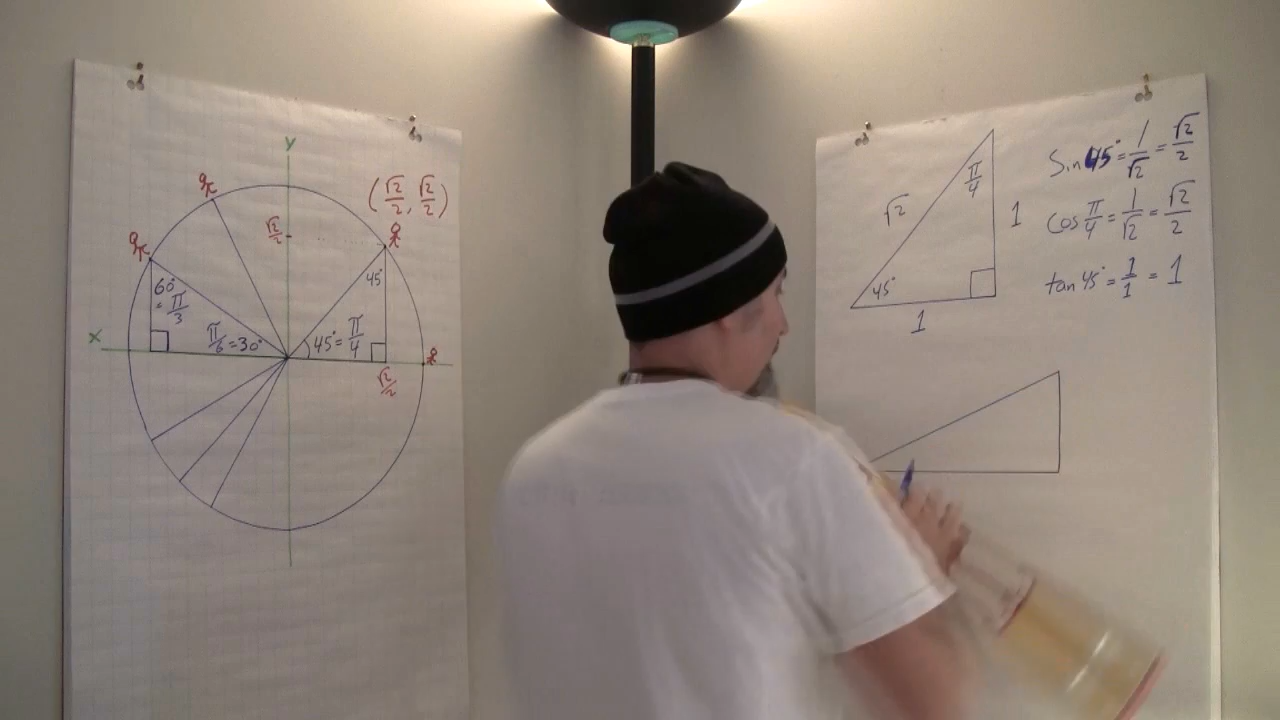 Y
(√2/2, √2/2)
√2/2
60°
= π/3
45°
X
π/6 = 30°
45° = π/4
√2/2
√2
π/4
1
45°
1
Sin 45° = 1/√2 = √2/2
Cos π/4 = 1/√2 = √2/2
tan 45° = 1/1 = 1